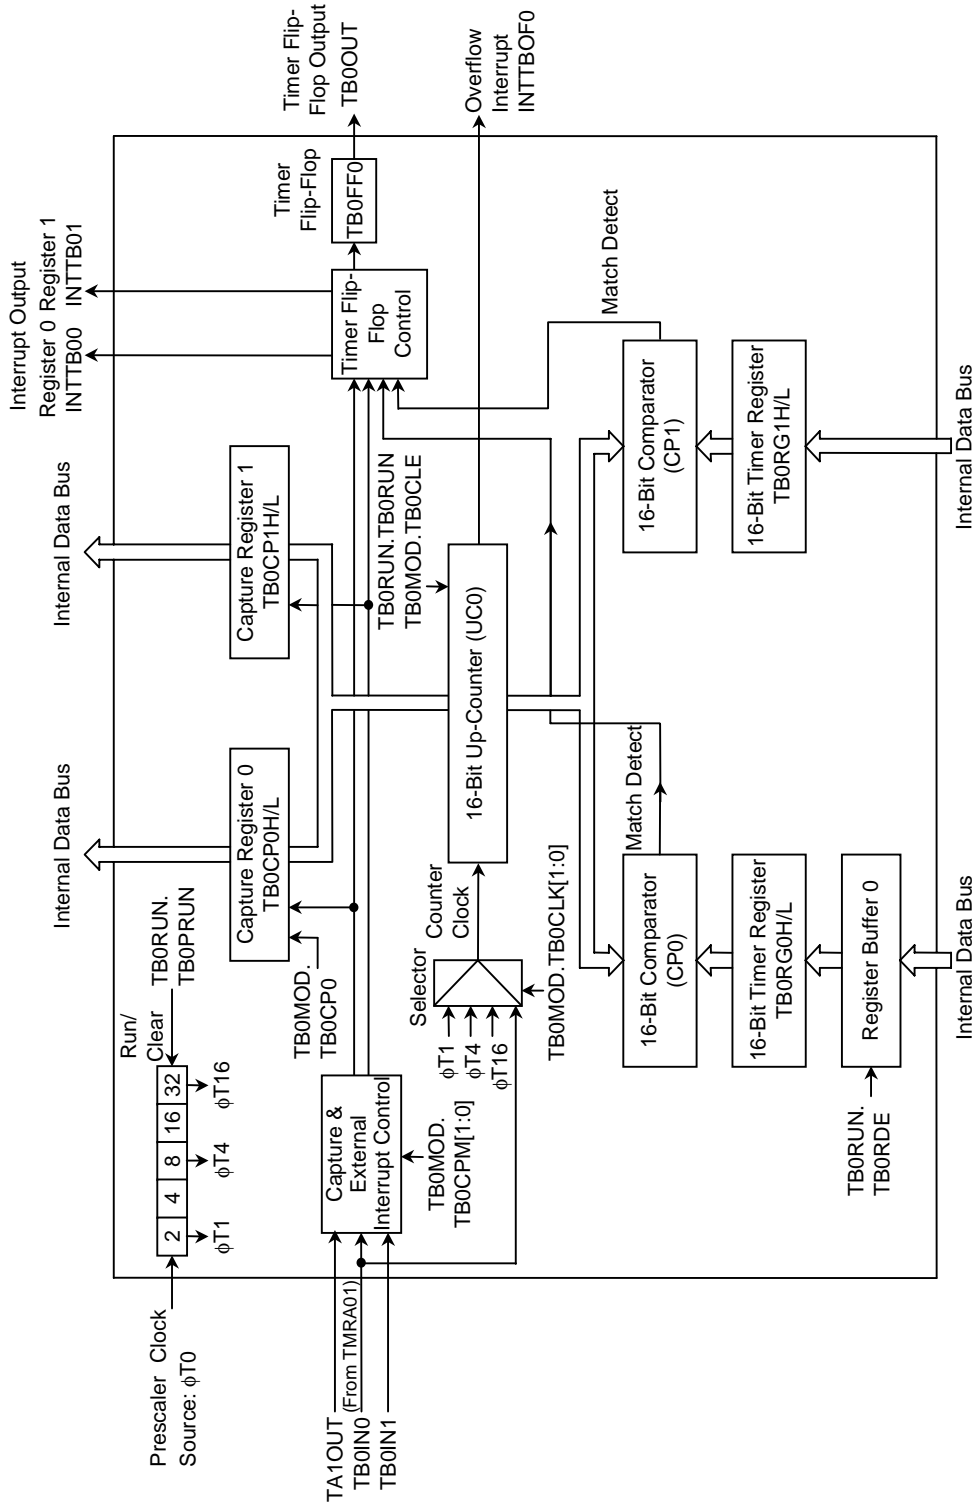 Prescaler Clock
Source: ϕT0
2 4 8 16 32
ϕT1
ϕT4
ϕT16
Run/
Clear
TB0RUN.
TB0PRUN
Internal Data Bus
Internal Data Bus
Interrupt Output
Register 0 Register 1
INTTB00 INTTB01
Capture Register 0
TB0CP0H/L
Capture Register 1
TB0CP1H/L
TB0MOD.
TB0CP0
TA1OUT
(From TMRA01)
TB0IN0
TB0IN1
Capture &
External
Interrupt Control
TB0MOD.
TB0CPM[1:0]
Timer Flip-
Flop
Control
Timer
Flip-Flop
TB0FF0
Timer Flip-
Flop Output
TB0OUT
TB0RUN.TB0RUN
TB0MOD.TB0CLE
Selector
ϕT1
ϕT4
ϕT16
Counter
Clock
TB0MOD.TB0CLK[1:0]
16-Bit Up-Counter (UC0)
Overflow
Interrupt
INTTBOF0
Match Detect
Match Detect
16-Bit Comparator
(CP0)
16-Bit Comparator
(CP1)
16-Bit Timer Register
TB0RG0H/L
16-Bit Timer Register
TB0RG1H/L
Register Buffer 0
TB0RUN.
TB0RDE
Internal Data Bus
Internal Data Bus